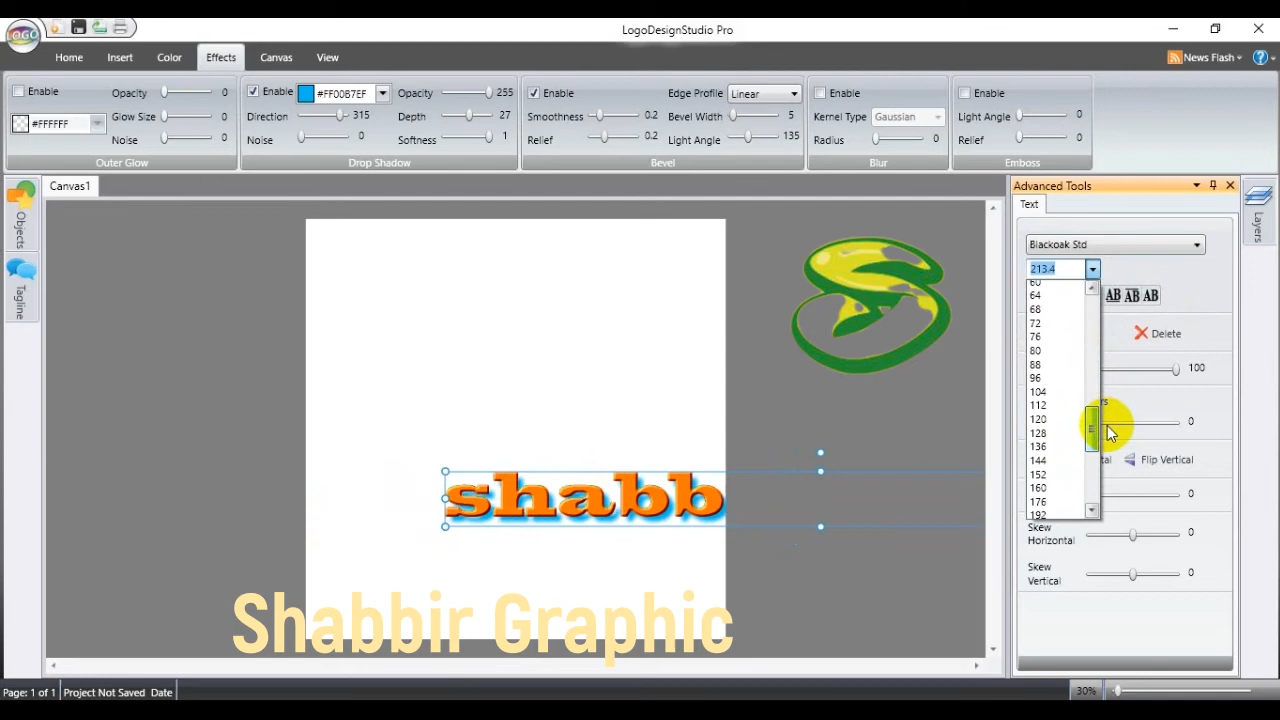 LOGO
LogoDesignStudio Pro
Home Insert Color Effects Canvas View
News Flash
Enable Opacity 0
#FFFFFF Glow Size 0
Noise 0
Outer Glow
Enable #FF00B7EF Opacity 255
Direction 315 Depth 27
Noise 0 Softness 1
Drop Shadow
Enable Edge Profile Linear
Smoothness 0.2 Bevel Width 5
Relief 0.2 Light Angle 135
Bevel
Enable
Kernel Type Gaussian
Radius 0
Blur
Enable
Light Angle 0
Relief 0
Emboss
Objects
Tagline
Canvas1
shabb
Shabbir Graphic
Advanced Tools
Text
Blackoak Std
213.4
AB AB AB
60
64
68
72
76
80
88
96
104
112
120
128
136
144
152
160
176
192
Delete
100
rs
0
tal Flip Vertical
0
Skew
Horizontal 0
Skew
Vertical 0
Layers
Page: 1 of 1 Project Not Saved Date
30%